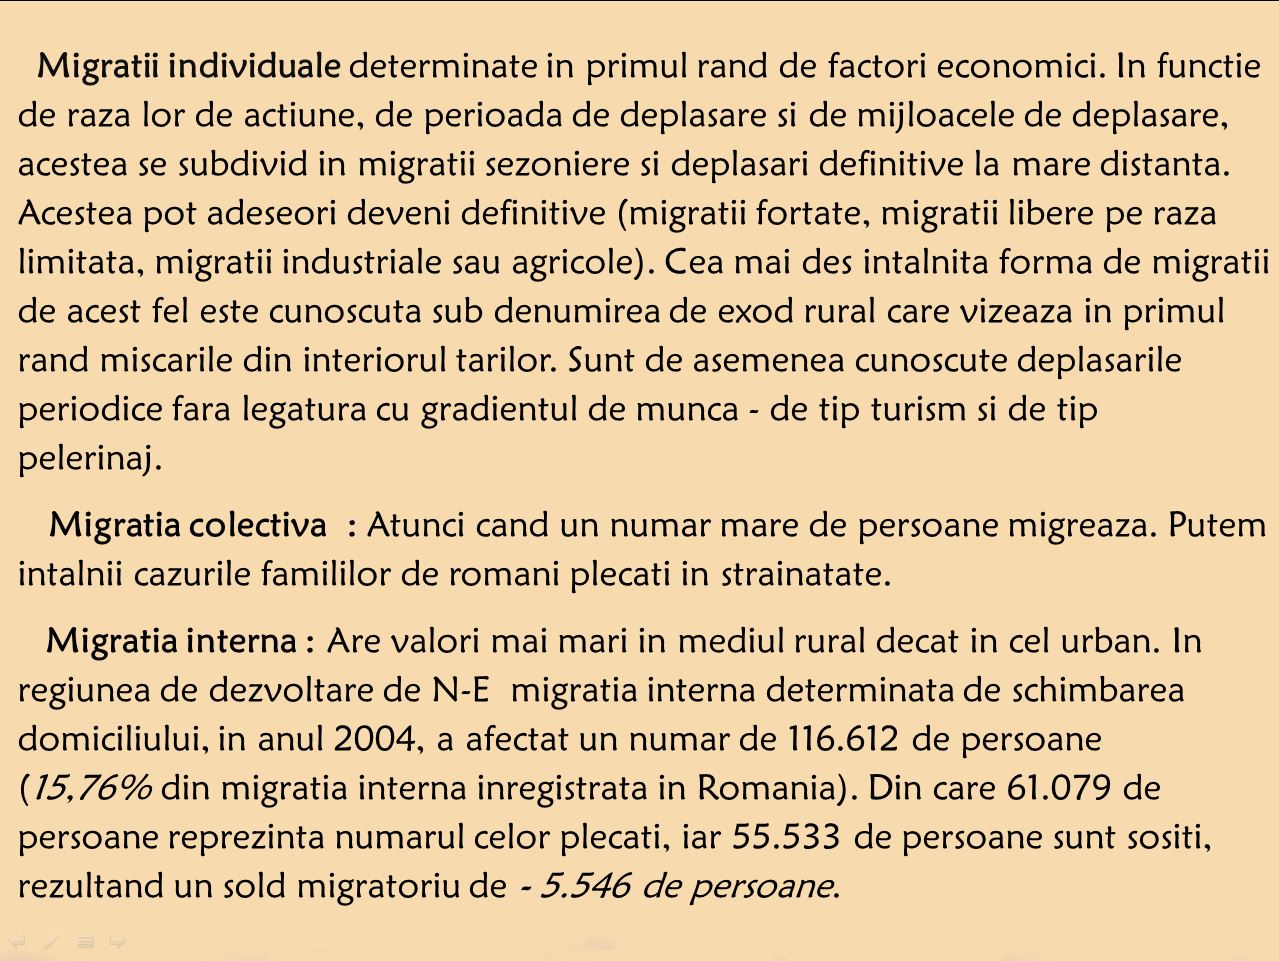 Migratii individuale determinate in primul rand de factori economici. In functie
de raza lor de actiune, de perioada de deplasare si de mijloacele de deplasare,
acestea se subdivid in migratii sezoniere si deplasari definitive la mare distanta.
Acestea pot adeseori deveni definitive (migratii fortate, migratii libere pe raza
limitata, migratii industriale sau agricole). Cea mai des intalnita forma de migratii
de acest fel este cunoscuta sub denumirea de exod rural care vizeaza in primul
rand miscarile din interiorul tarilor. Sunt de asemenea cunoscute deplasarile
periodice fara legatura cu gradientul de munca - de tip turism si de tip
pelerinaj.
Migratia colectiva : Atunci cand un numar mare de persoane migreaza. Putem
intalnii cazurile famililor de romani plecati in strainatate.
Migratia interna : Are valori mai mari in mediul rural decat in cel urban. In
regiunea de dezvoltare de N-E migratia interna determinata de schimbarea
domiciliului, in anul 2004, a afectat un numar de 116.612 de persoane
(15,76% din migratia interna inregistrata in Romania). Din care 61.079 de
persoane reprezinta numarul celor plecati, iar 55.533 de persoane sunt sositi,
rezultand un sold migratoriu de - 5.546 de persoane.